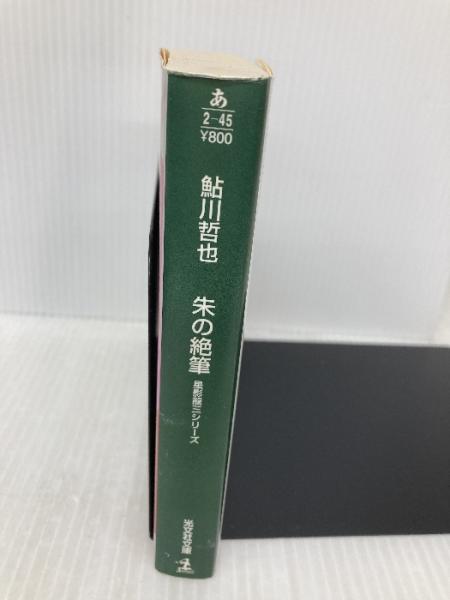 あ
2-45
¥800
鮎川哲也
朱の絶筆
星影龍三シリーズ
光文社文庫